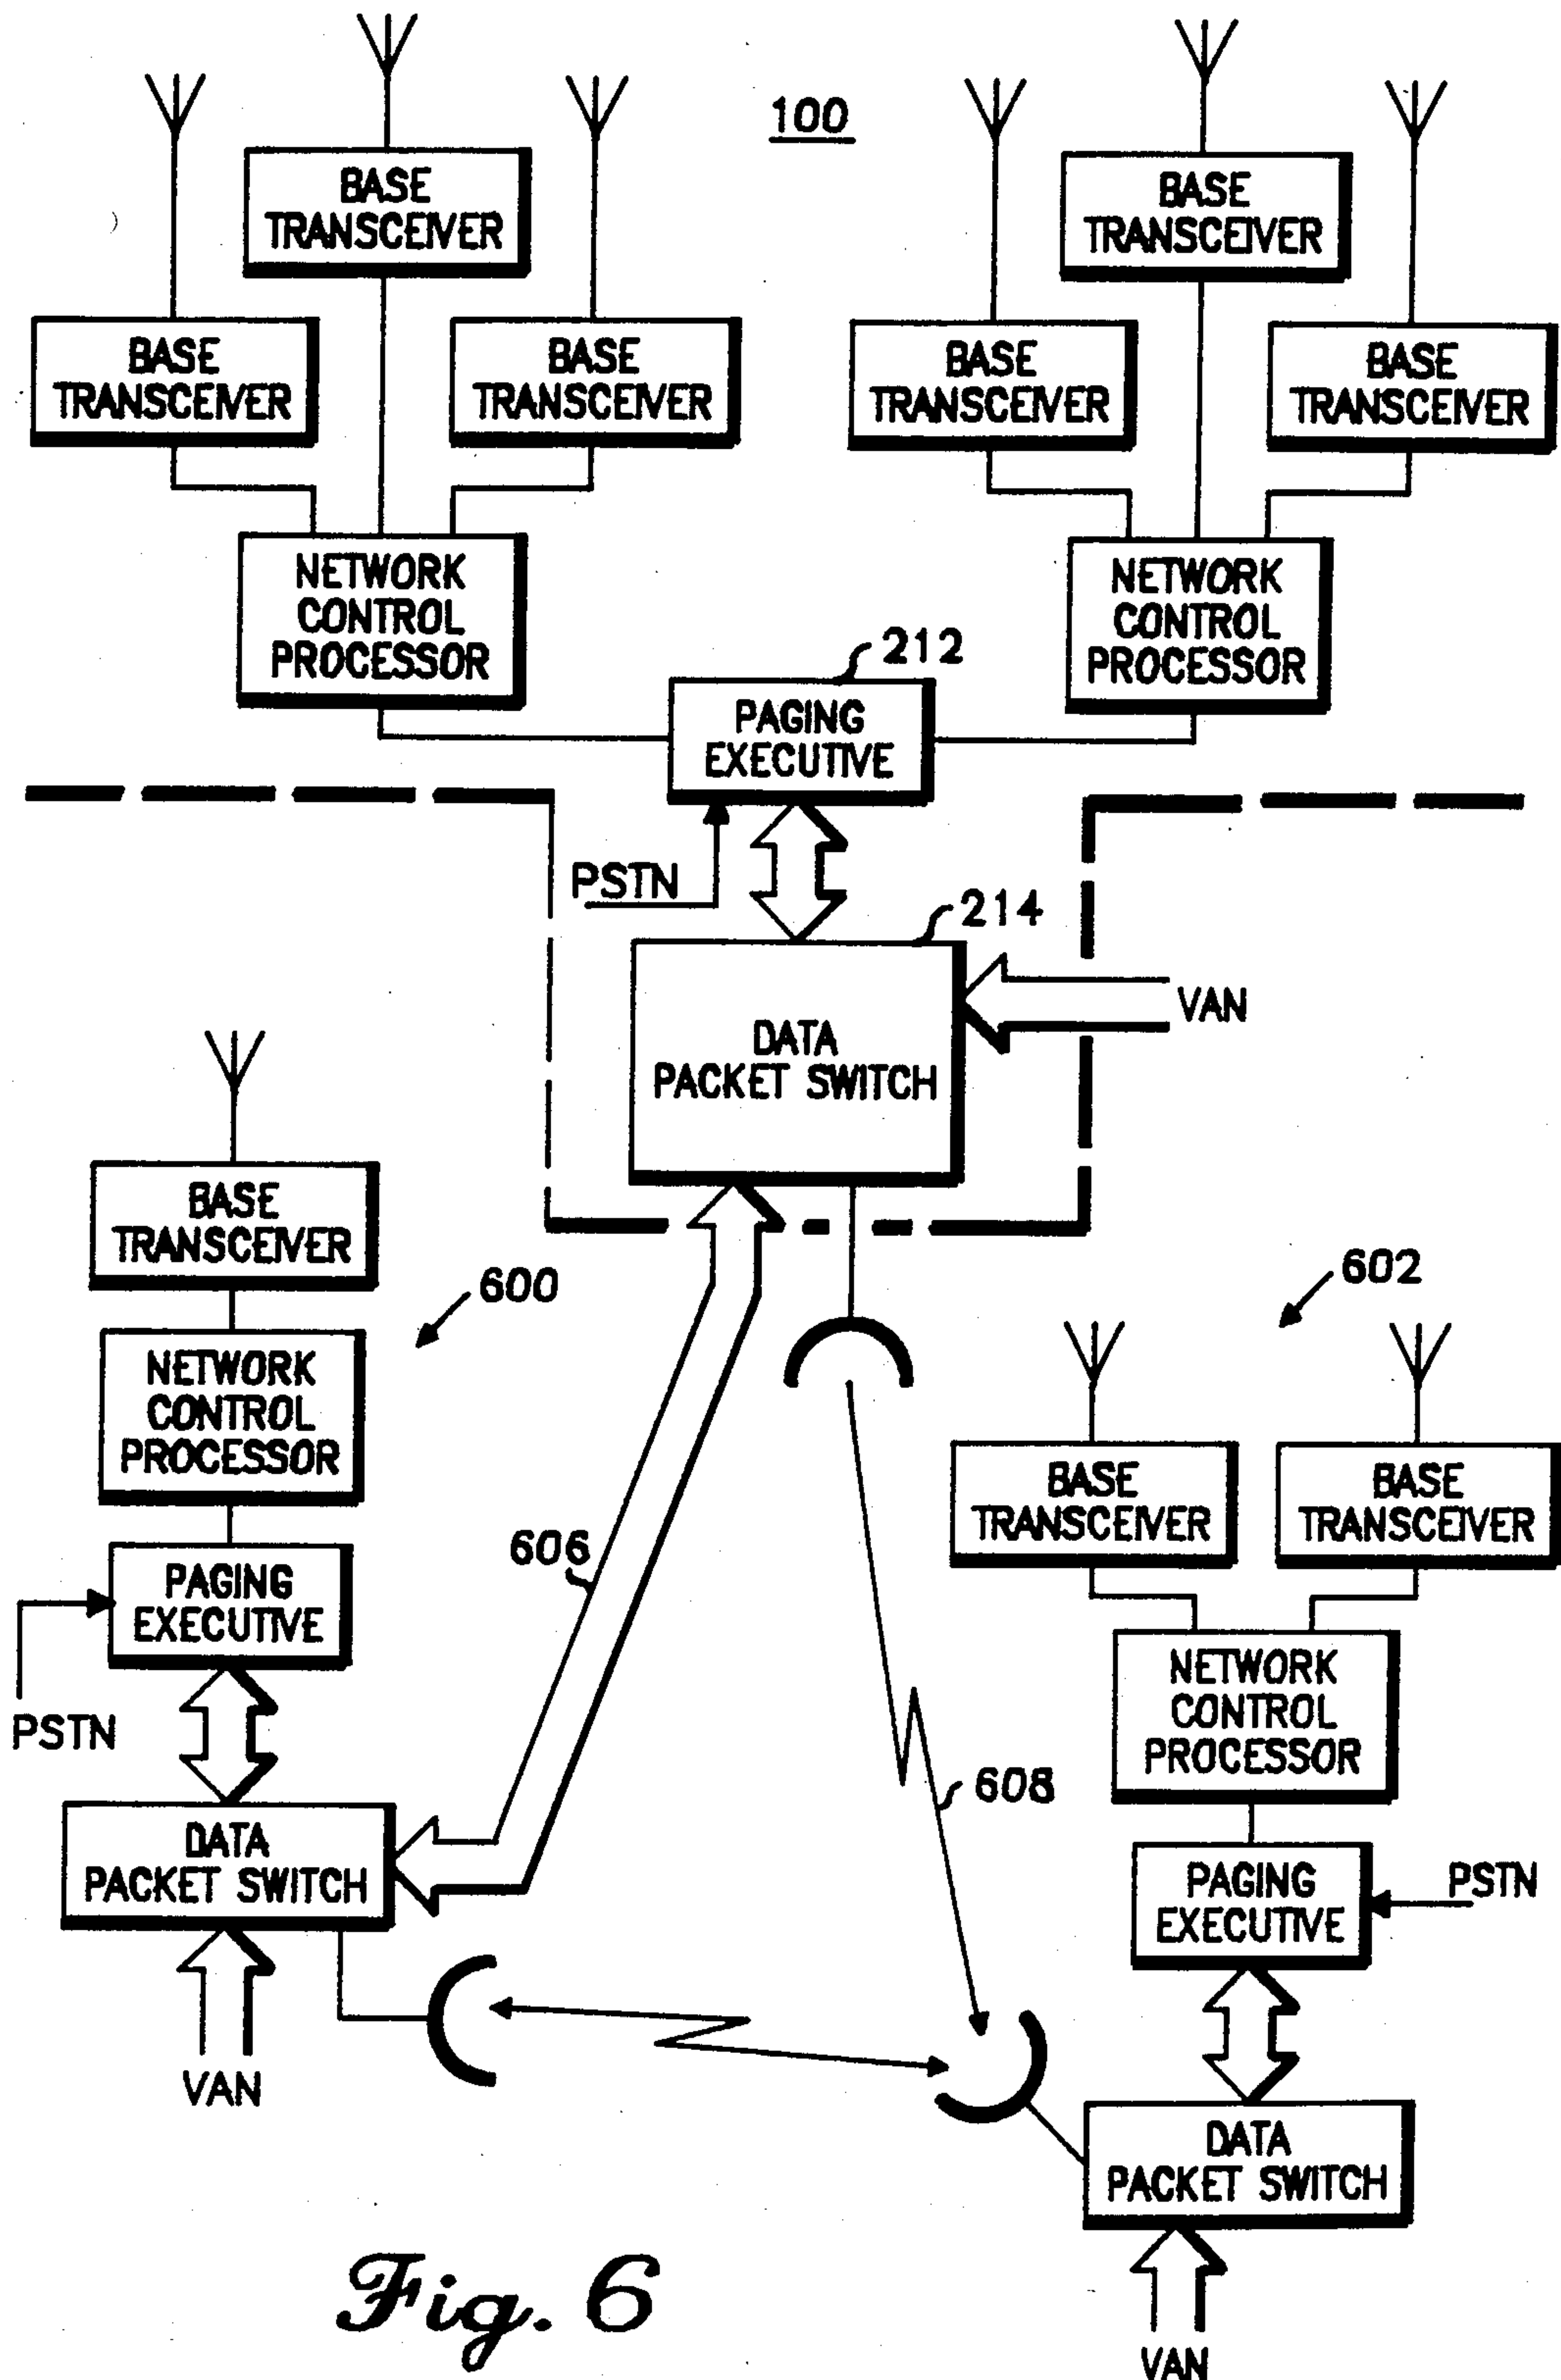 100
BASE
TRANSCEIVER
BASE
TRANSCEIVER
BASE
TRANSCEIVER
BASE
TRANSCEIVER
BASE
TRANSCEIVER
BASE
TRANSCEIVER
NETWORK
CONTROL
PROCESSOR
NETWORK
CONTROL
PROCESSOR
212
PAGING
EXECUTIVE
PSTN
214
DATA
PACKET SWITCH
VAN
BASE
TRANSCEIVER
600
NETWORK
CONTROL
PROCESSOR
602
BASE
TRANSCEIVER
BASE
TRANSCEIVER
606
PAGING
EXECUTIVE
PSTN
NETWORK
CONTROL
PROCESSOR
608
DATA
PACKET SWITCH
PAGING
EXECUTIVE
PSTN
VAN
DATA
PACKET SWITCH
VAN
Fig. 6